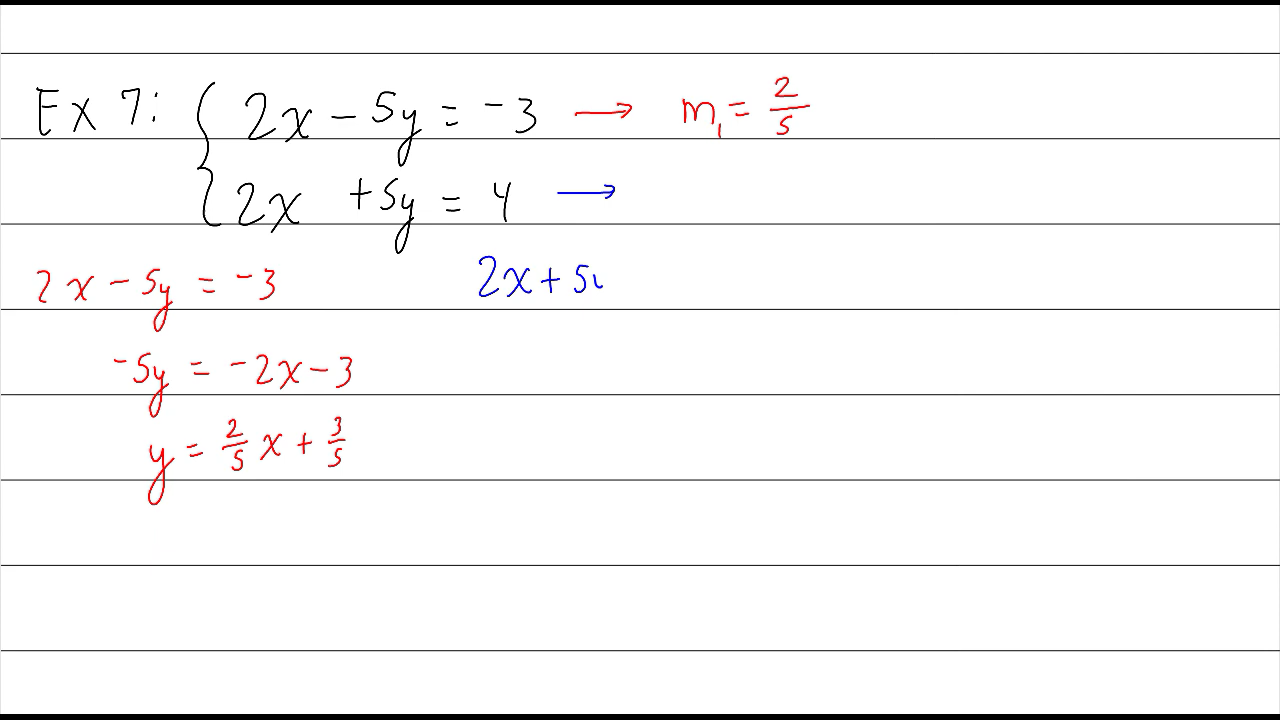 Ex 7: { 2x - 5y = -3 → m₁ = 2/5
2x + 5y = 4 →
2x - 5y = -3
-5y = -2x - 3
y = 2/5 x + 3/5
2x + 5